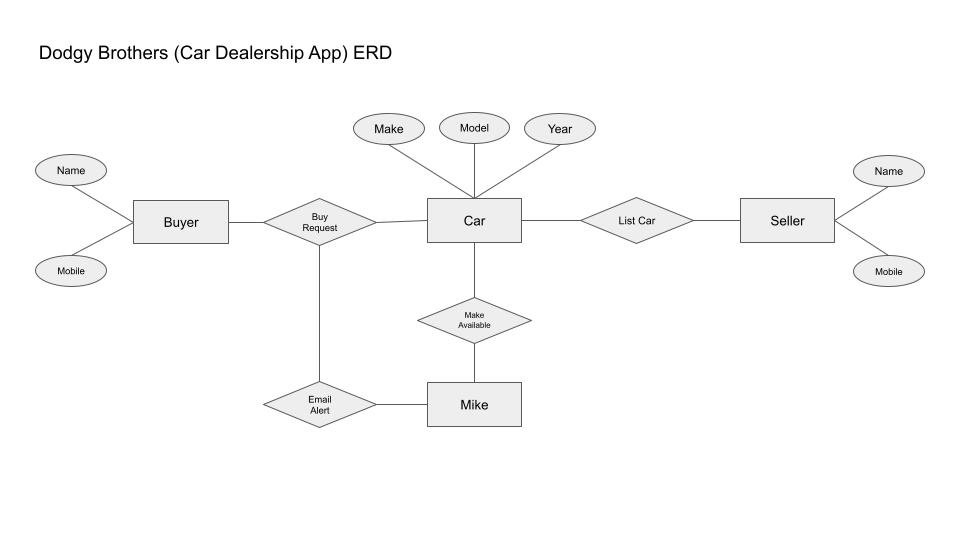 Dodgy Brothers (Car Dealership App) ERD
Make
Model
Year
Name
Name
Buyer
Buy
Request
Car
List Car
Seller
Mobile
Mobile
Make
Available
Email
Alert
Mike